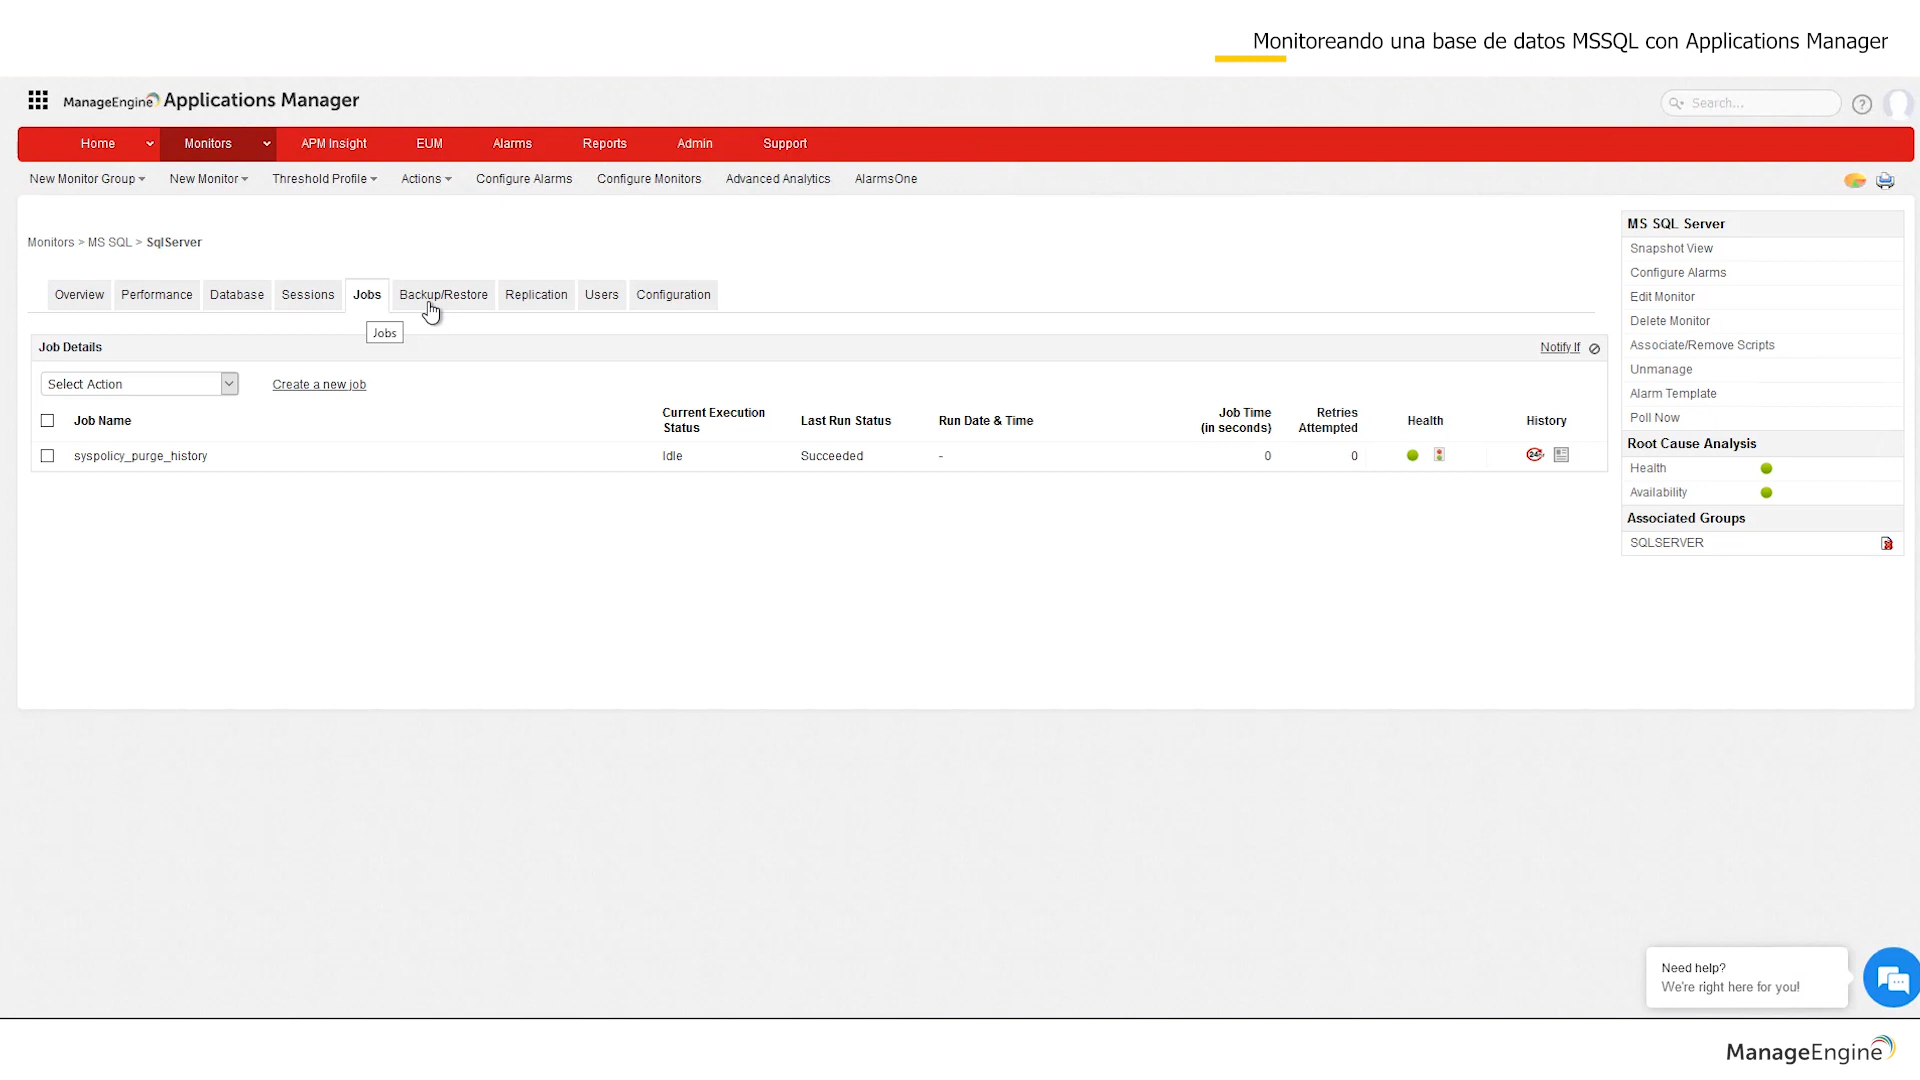 Monitoreando una base de datos MSSQL con Applications Manager
ManageEngine Applications Manager
Search...
?
Home Monitors APM Insight EUM Alarms Reports Admin Support
New Monitor Group New Monitor Threshold Profile Actions Configure Alarms Configure Monitors Advanced Analytics AlarmsOne
Monitors > MS SQL > SqlServer
Overview Performance Database Sessions Jobs Backup/Restore Replication Users Configuration
Jobs
Job Details Notify If
Select Action Create a new job
Job Name Current Execution Status Last Run Status Run Date & Time Job Time (in seconds) Retries Attempted Health History
syspolicy_purge_history Idle Succeeded - 0 0 24x7
MS SQL Server
Snapshot View
Configure Alarms
Edit Monitor
Delete Monitor
Associate/Remove Scripts
Unmanage
Alarm Template
Poll Now
Root Cause Analysis
Health
Availability
Associated Groups
SQLSERVER
Need help?
We're right here for you!
ManageEngine